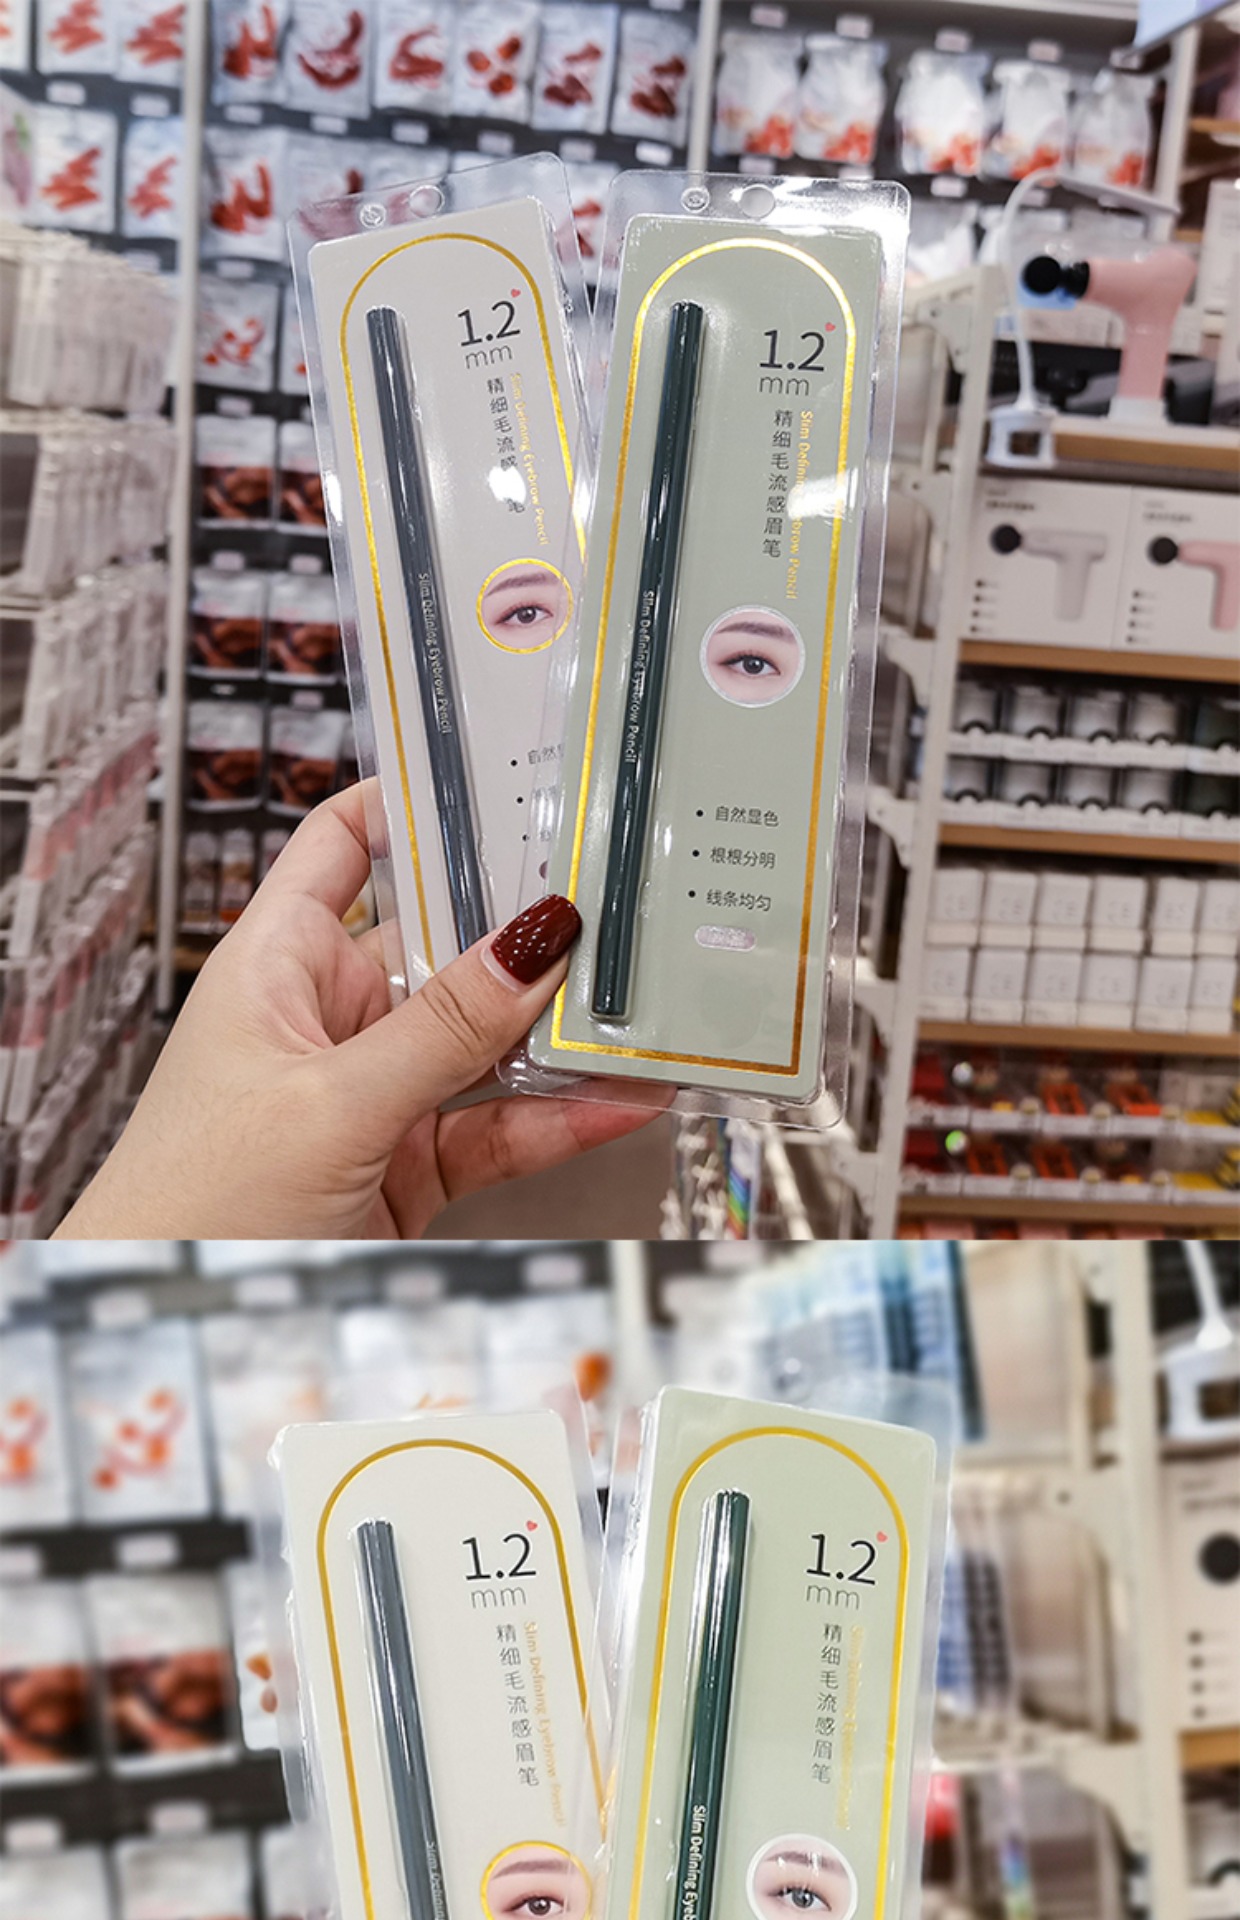 1.2
mm
精细毛流感
笔
Slim Defining Eyebrow Pencil
Slim Defining Eyebrow Pencil
1.2
mm
精细毛流感眉笔
Slim Defining Eyebrow Pencil
Slim Defining Eyebrow Pencil
自然显色
根根分明
线条均匀
1.2
mm
精细毛流感眉笔
Slim Defining Eyebrow Pencil
Slim Defining
1.2
mm
精细毛流感眉笔
Slim Defining Eye